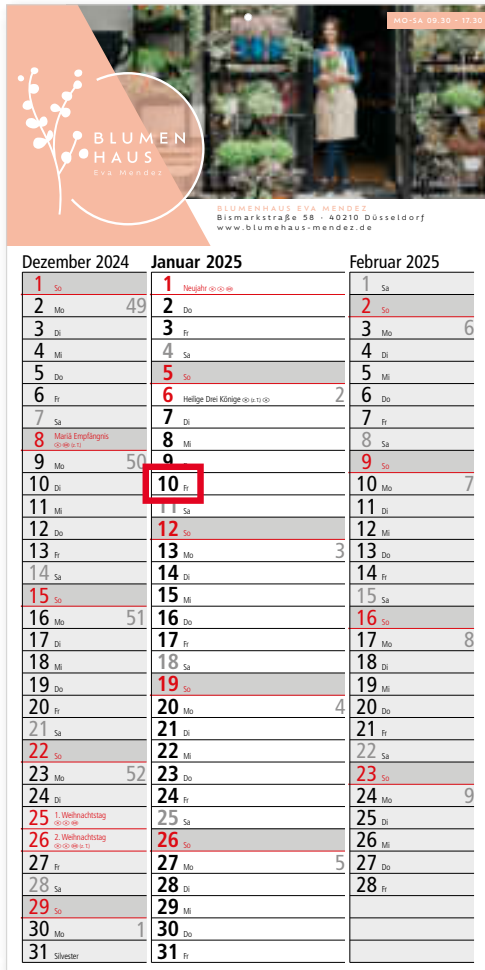 MO-SA 09.30 - 17.30
BLUMEN
HAUS
Eva Mendez
BLUMENHAUS EVA MENDEZ
Bismarkstraße 58 · 40210 Düsseldorf
www.blumehaus-mendez.de
Dezember 2024
1 So
2 Mo 49
3 Di
4 Mi
5 Do
6 Fr
7 Sa
8 Mariä Empfängnis
9 Mo 50
10 Di
11 Mi
12 Do
13 Fr
14 Sa
15 So
16 Mo 51
17 Di
18 Mi
19 Do
20 Fr
21 Sa
22 So
23 Mo 52
24 Di
25 1. Weihnachtstag
26 2. Weihnachtstag
27 Fr
28 Sa
29 So
30 Mo 1
31 Silvester
Januar 2025
1 Neujahr
2 Do
3 Fr
4 Sa
5 So
6 Heilige Drei Könige 2
7 Di
8 Mi
9
10 Fr
11 Sa
12 So
13 Mo 3
14 Di
15 Mi
16 Do
17 Fr
18 Sa
19 So
20 Mo 4
21 Di
22 Mi
23 Do
24 Fr
25 Sa
26 So
27 Mo 5
28 Di
29 Mi
30 Do
31 Fr
Februar 2025
1 Sa
2 So
3 Mo 6
4 Di
5 Mi
6 Do
7 Fr
8 Sa
9 So
10 Mo 7
11 Di
12 Mi
13 Do
14 Fr
15 Sa
16 So
17 Mo 8
18 Di
19 Mi
20 Do
21 Fr
22 Sa
23 So
24 Mo 9
25 Di
26 Mi
27 Do
28 Fr